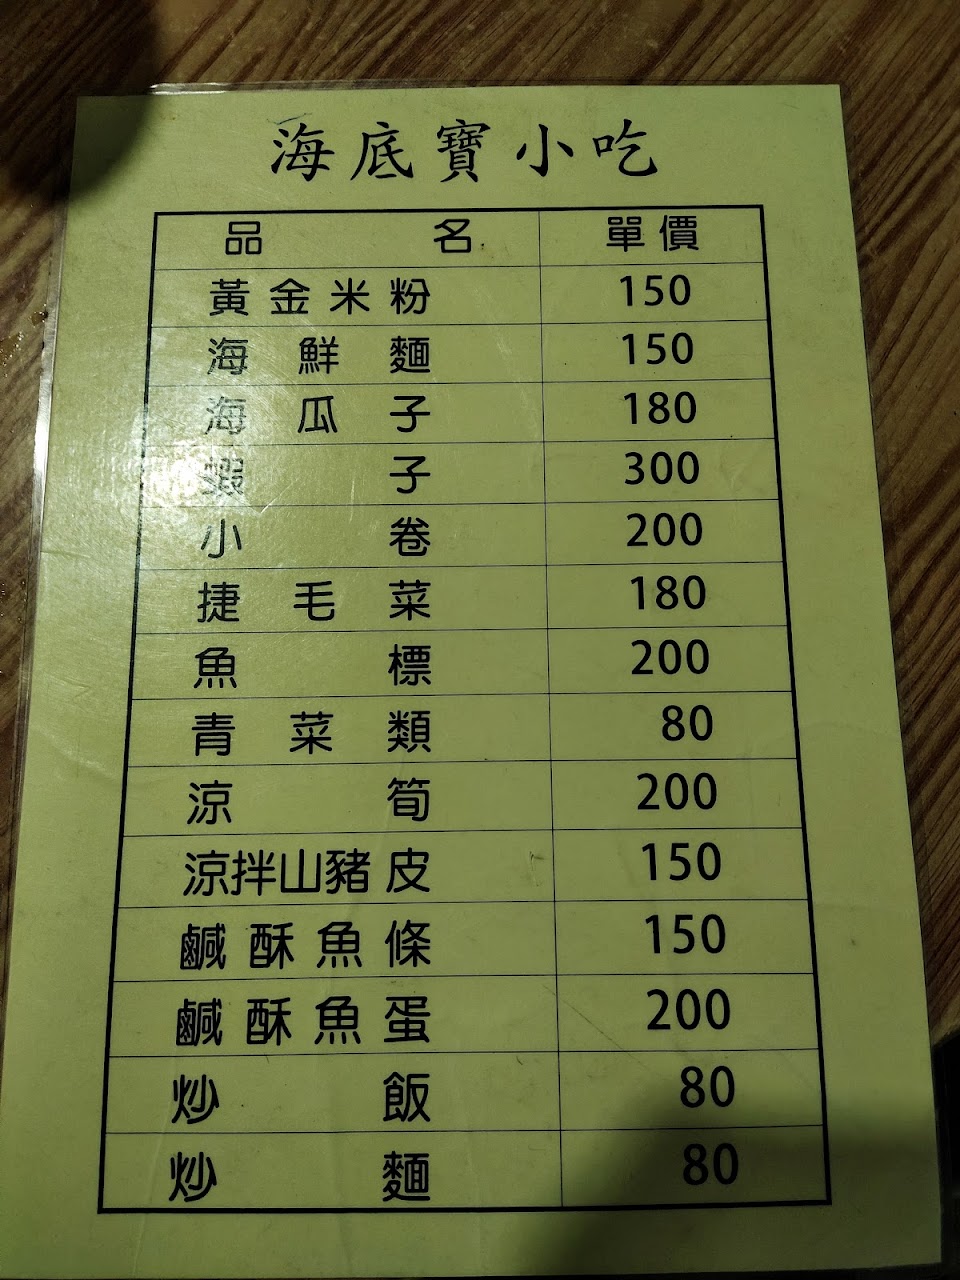 海底寶小吃
品名 單價
黃金米粉 150
海鮮麵 150
海瓜子 180
蝦子 300
小卷 200
捷毛菜 180
魚標 200
青菜類 80
涼筍 200
涼拌山豬皮 150
鹹酥魚條 150
鹹酥魚蛋 200
炒飯 80
炒麵 80